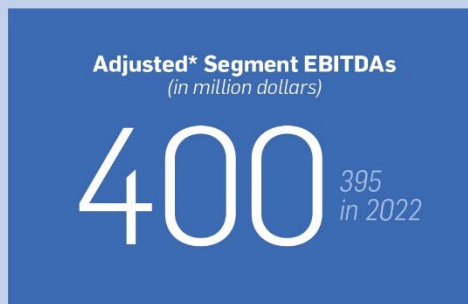 Adjusted* Segment EBITDAs
(in million dollars)
400
395
in 2022